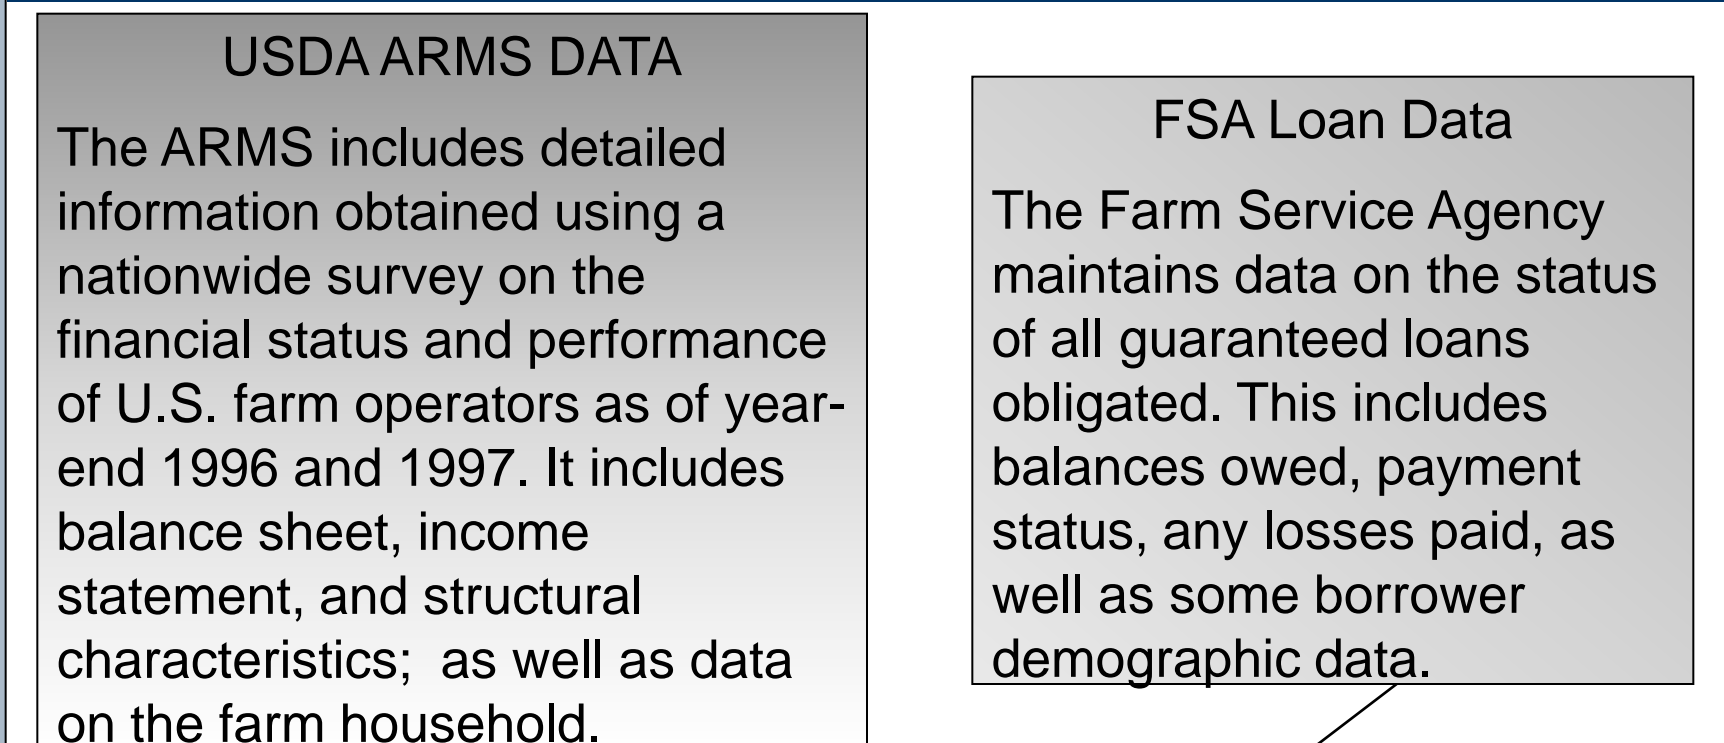 USDA ARMS DATA
The ARMS includes detailed
information obtained using a
nationwide survey on the
financial status and performance
of U.S. farm operators as of year-
end 1996 and 1997. It includes
balance sheet, income
statement, and structural
characteristics;  as well as data
on the farm household.
FSA Loan Data
The Farm Service Agency
maintains data on the status
of all guaranteed loans
obligated. This includes
balances owed, payment
status, any losses paid, as
well as some borrower
demographic data.